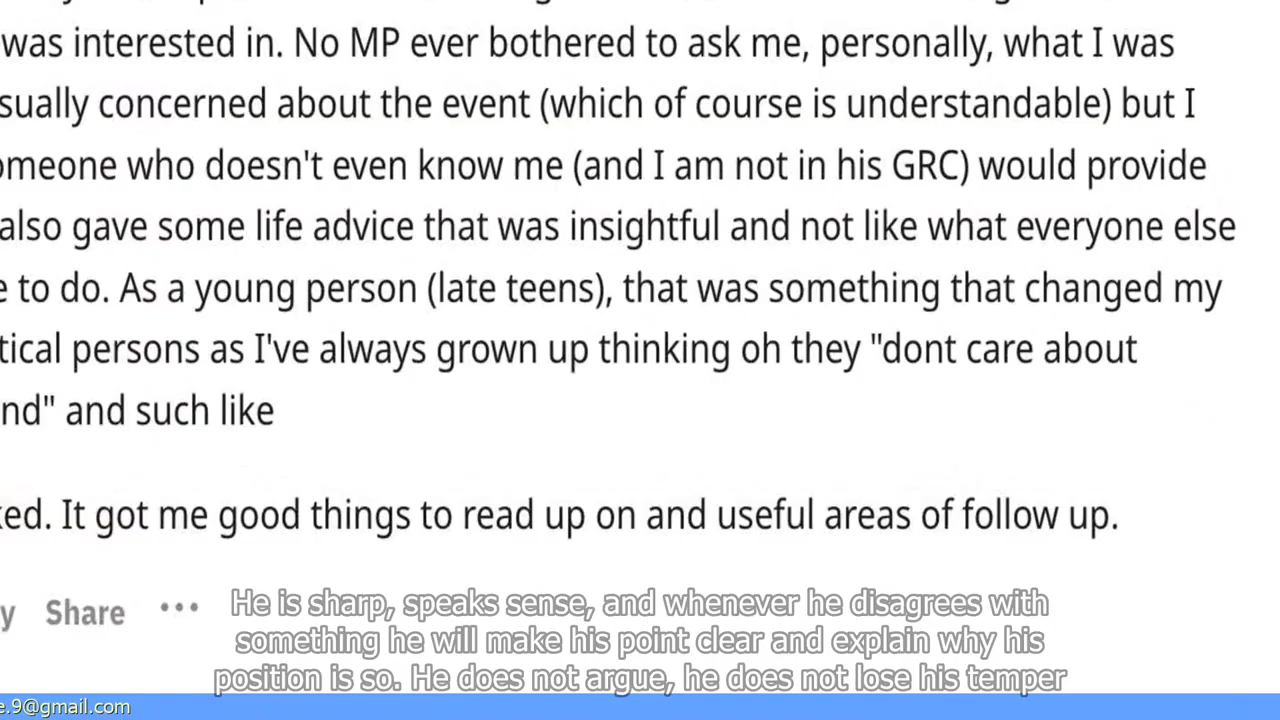 was interested in. No MP ever bothered to ask me, personally, what I was
sually concerned about the event (which of course is understandable) but I
omeone who doesn't even know me (and I am not in his GRC) would provide
also gave some life advice that was insightful and not like what everyone else
e to do. As a young person (late teens), that was something that changed my
tical persons as I've always grown up thinking oh they "dont care about
nd" and such like
ked. It got me good things to read up on and useful areas of follow up.
y Share •••
He is sharp, speaks sense, and whenever he disagrees with
something he will make his point clear and explain why his
position is so. He does not argue, he does not lose his temper
e.9@gmail.com